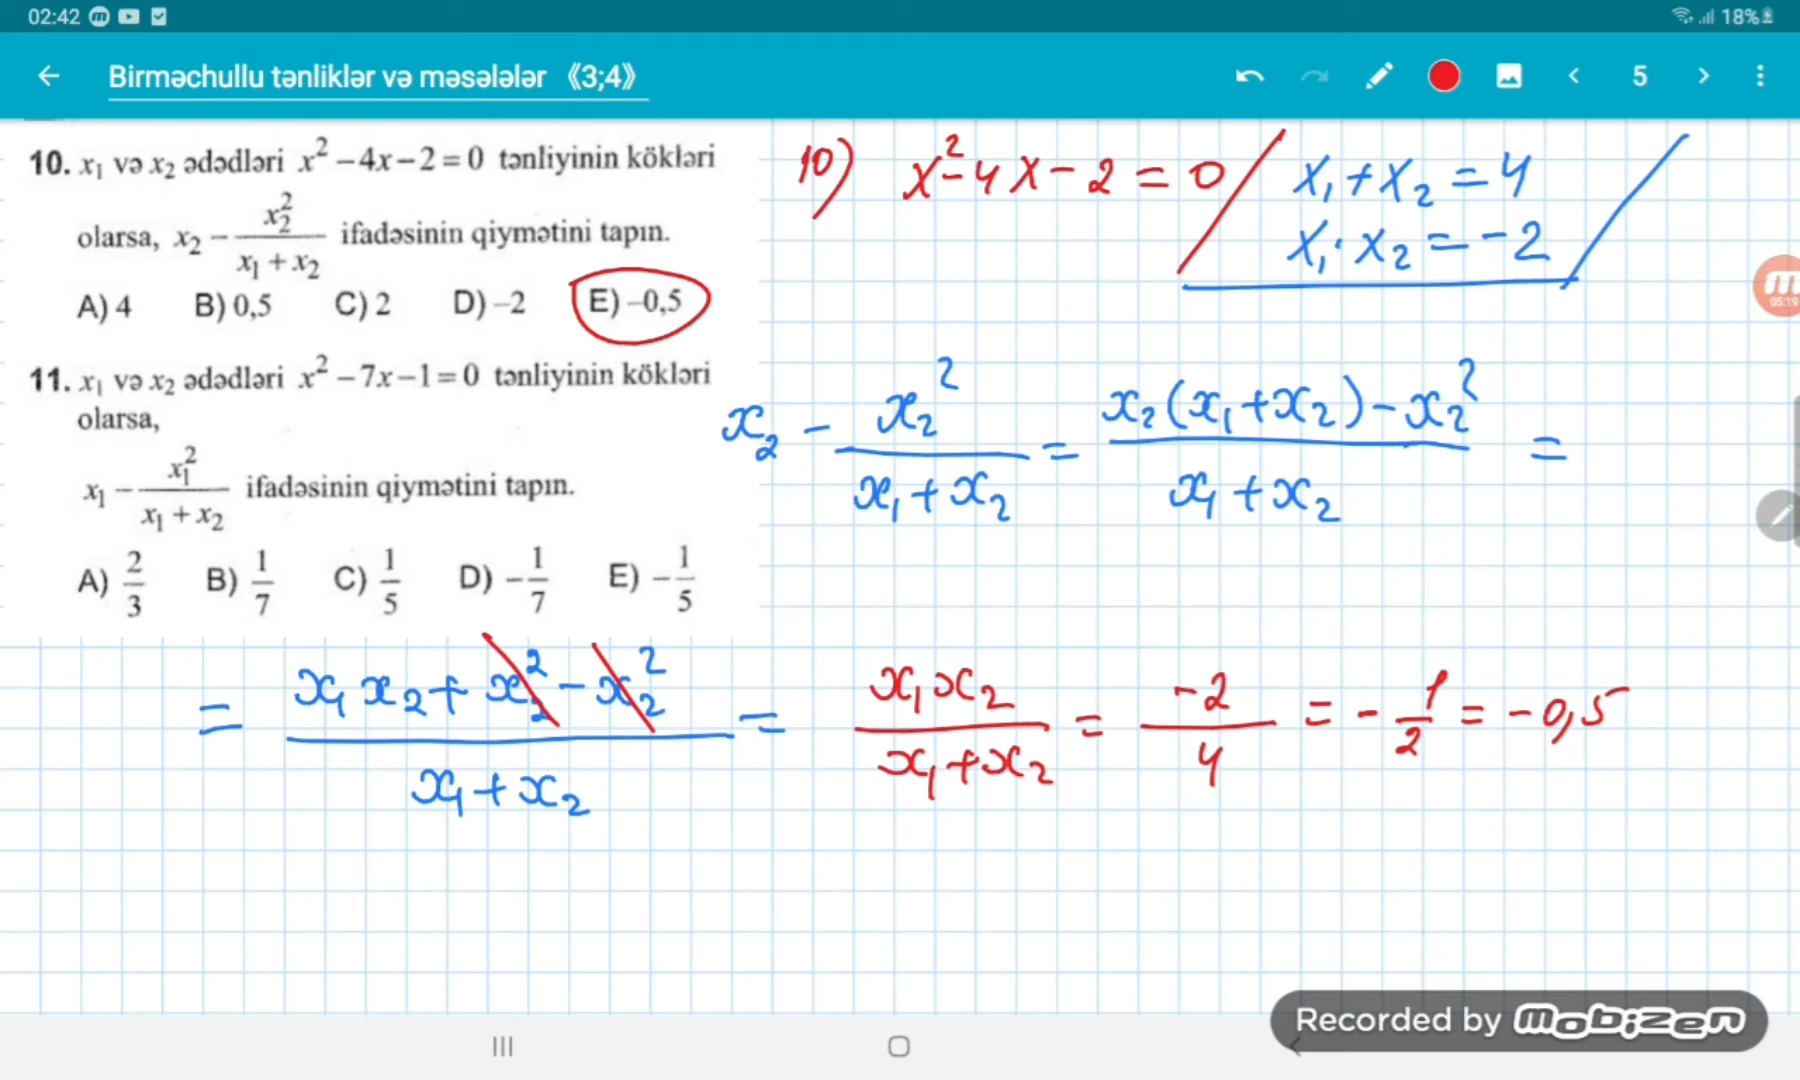 02:42
18%
Birməchullu tənliklər və məsələlər 《3;4》
5
10. x₁ və x₂ ədədləri x² – 4x – 2 = 0 tənliyinin kökləri
olarsa, x₂ – x₂²/(x₁ + x₂) ifadəsinin qiymətini tapın.
A) 4 B) 0,5 C) 2 D) –2 E) –0,5
11. x₁ və x₂ ədədləri x² – 7x – 1 = 0 tənliyinin kökləri
olarsa,
x₁ – x₁²/(x₁ + x₂) ifadəsinin qiymətini tapın.
A) 2/3 B) 1/7 C) 1/5 D) –1/7 E) –1/5
10) x² – 4x – 2 = 0
x₁ + x₂ = 4
x₁ · x₂ = –2
x₂ – x₂²/(x₁ + x₂) = (x₂(x₁ + x₂) – x₂²)/(x₁ + x₂) =
= (x₁x₂ + x₂² – x₂²)/(x₁ + x₂) = x₁x₂/(x₁ + x₂) = –2/4 = –1/2 = –0,5
05:19
Recorded by mobizen